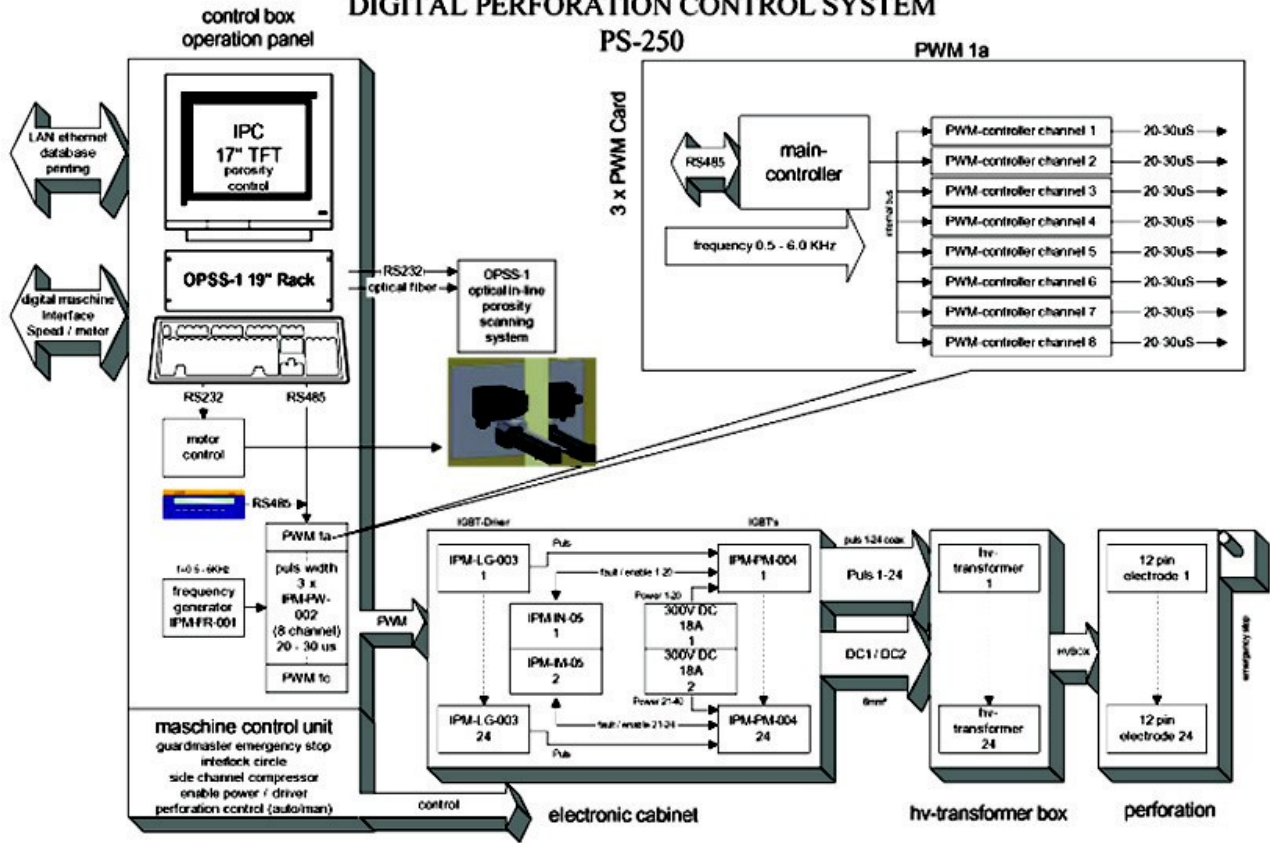 DIGITAL PERFORATION CONTROL SYSTEM
PS-250
control box
operation panel
LAN ethernet
database
printing
IPC
17" TFT
porosity
control
OPSS-1 19" Rack
digital maschine
Interface
Speed / motor
RS232
optical fiber
OPSS-1
optical in-line
porosity
scanning
system
RS232
RS485
motor
control
RS485
PWM 1a
puls width
3 x
IPM-PW-
002
(8 channel)
20 - 30 us
PWM 1c
f=0.5 - 6KHz
frequency
generator
IPM-FR-001
maschine control unit
guardmaster emergency stop
interlock circle
side channel compressor
enable power / driver
perforation control (auto/man)
PWM
control
PWM 1a
3 x PWM Card
RS485
main-
controller
frequency 0.5 - 6.0 KHz
internal bus
PWM-controller channel 1
20-30uS
PWM-controller channel 2
20-30uS
PWM-controller channel 3
20-30uS
PWM-controller channel 4
20-30uS
PWM-controller channel 5
20-30uS
PWM-controller channel 6
20-30uS
PWM-controller channel 7
20-30uS
PWM-controller channel 8
20-30uS
IGBT-Driver
IGBT's
IPM-LG-003
1
Puls
IPM-PM-004
1
fault / enable 1-20
Power 1-20
IPM-IN-05
1
IPM-IM-05
2
300V DC
18A
1
300V DC
18A
2
Power 21-40
IPM-LG-003
24
fault / enable 21-24
Puls
IPM-PM-004
24
electronic cabinet
puls 1-24 coax
Puls 1-24
DC1 / DC2
6mm²
hv-
transformer
1
hv-
transformer
24
hv-transformer box
HVBOX
12 pin
electrode 1
12 pin
electrode 24
perforation
emergency stop